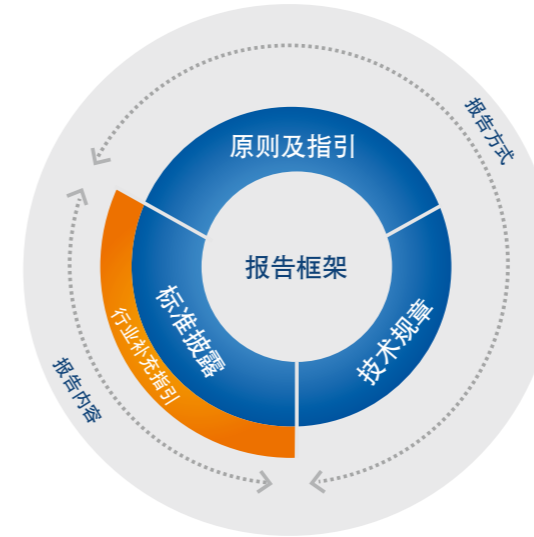 报告方式
原则及指引
报告框架
标准披露
技术规章
行业补充指引
报告内容